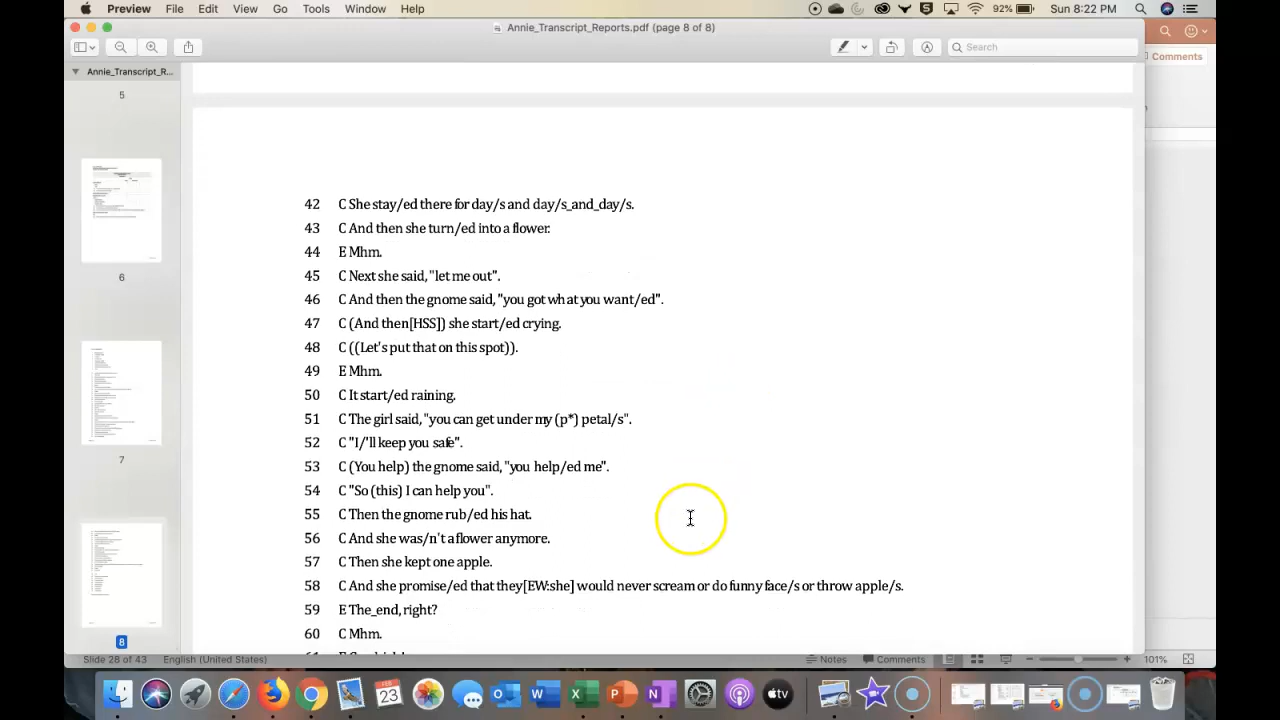 Preview File Edit View Go Tools Window Help 92% Sun 8:22 PM
Annie_Transcript_Reports.pdf (page 8 of 8)
Search
Comments
Annie_Transcript_R...
5
6
7
8
42 C She stay/ed there for day/s and day/s_and_day/s.
43 C And then she turn/ed into a flower.
44 E Mhm.
45 C Next she said, "let me out".
46 C And then the gnome said, "you got what you want/ed".
47 C (And then[HSS]) she start/ed crying.
48 C ((Let's put that on this spot)).
49 E Mhm.
50 C It start/ed raining.
51 C The girl said, "you can get under my (p*) petal/s".
52 C "I/'ll keep you safe".
53 C (You help) the gnome said, "you help/ed me".
54 C "So (this) I can help you".
55 C Then the gnome rub/ed his hat.
56 C And she was/n't a flower anymore.
57 C Then she kept one apple.
58 C And she promise/ed that they[EW:she] would never scream or do funny face/s or throw apple/s.
59 E The_end, right?
60 C Mhm.
Slide 28 of 43 English (United States) Notes Comments 101%
FEB
23